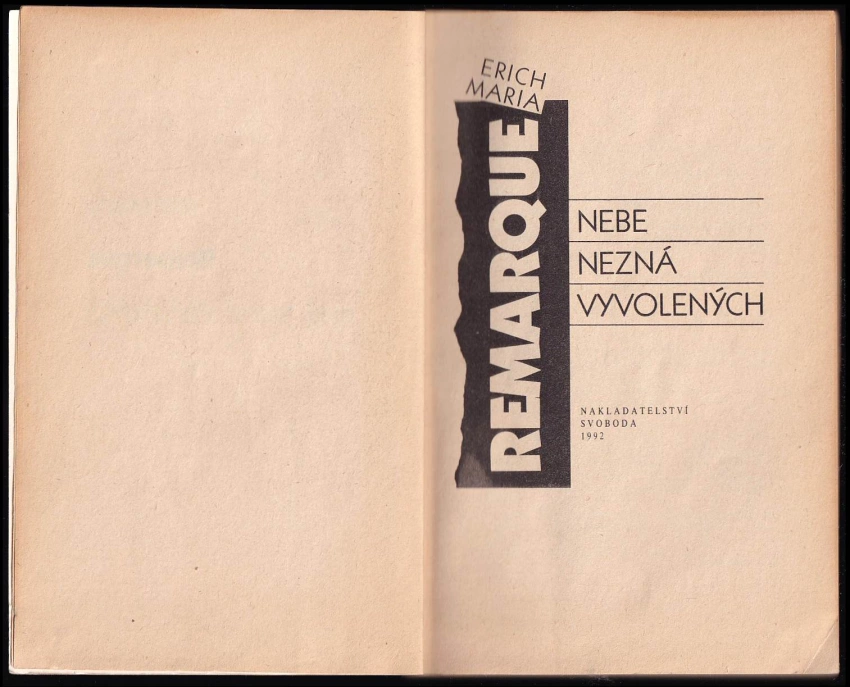 ERICH
MARIA
REMARQUE
NEBE
NEZNÁ
VYVOLENÝCH
NAKLADATELSTVÍ
SVOBODA
1992